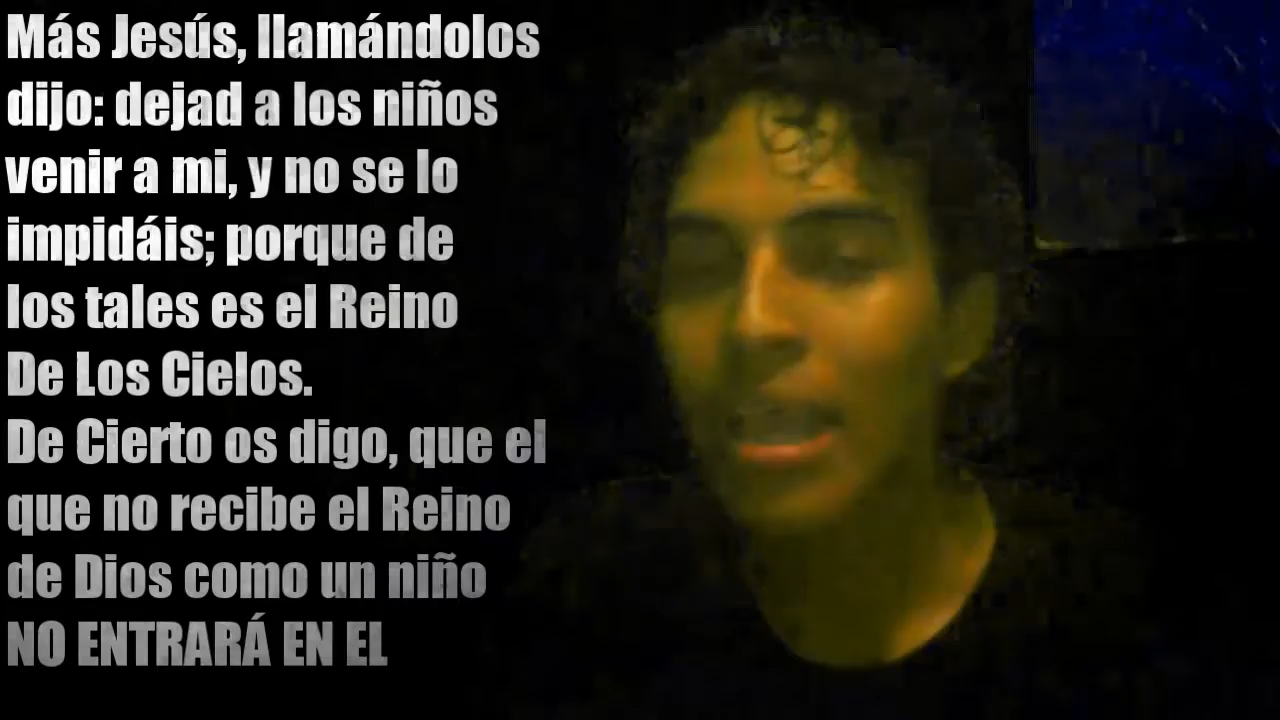 Más Jesús, llamándolos
dijo: dejad a los niños
venir a mi, y no se lo
impidáis; porque de
los tales es el Reino
De Los Cielos.
De Cierto os digo, que el
que no recibe el Reino
de Dios como un niño
NO ENTRARÁ EN EL